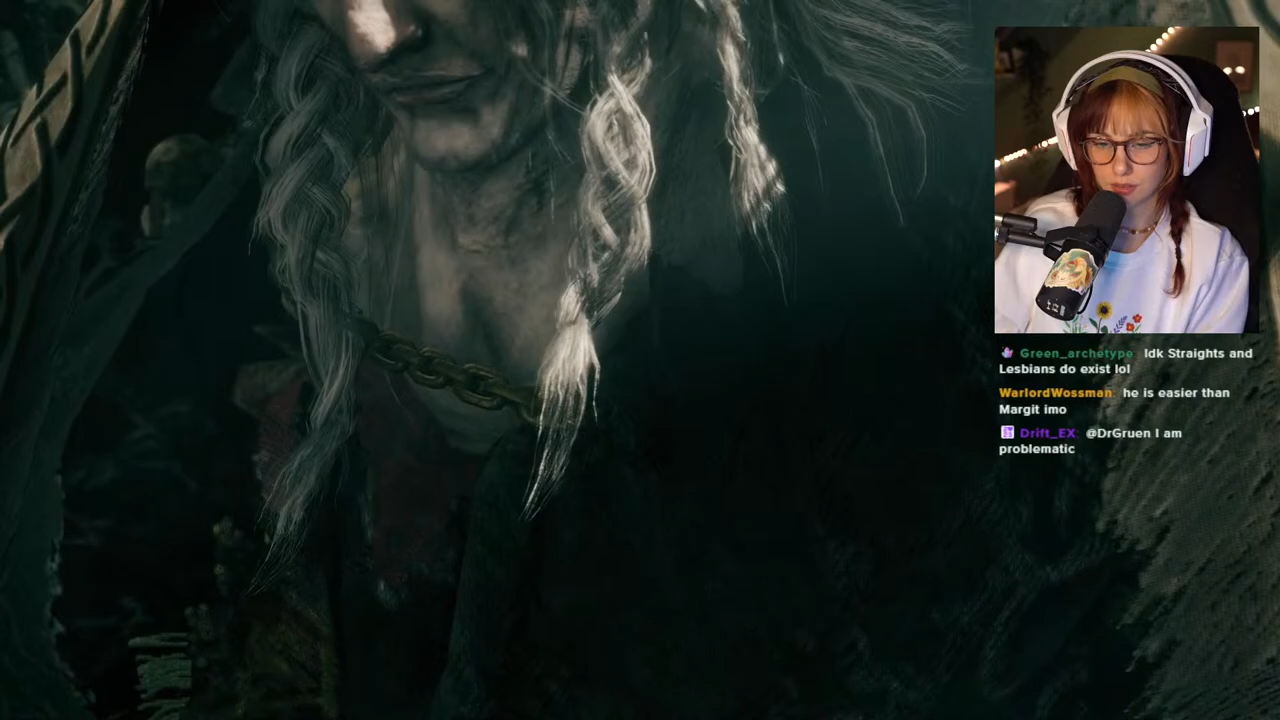 Green_archetype: Idk Straights and
Lesbians do exist lol
WarlordWossman: he is easier than
Margit imo
Drift_EX: @DrGruen I am
problematic